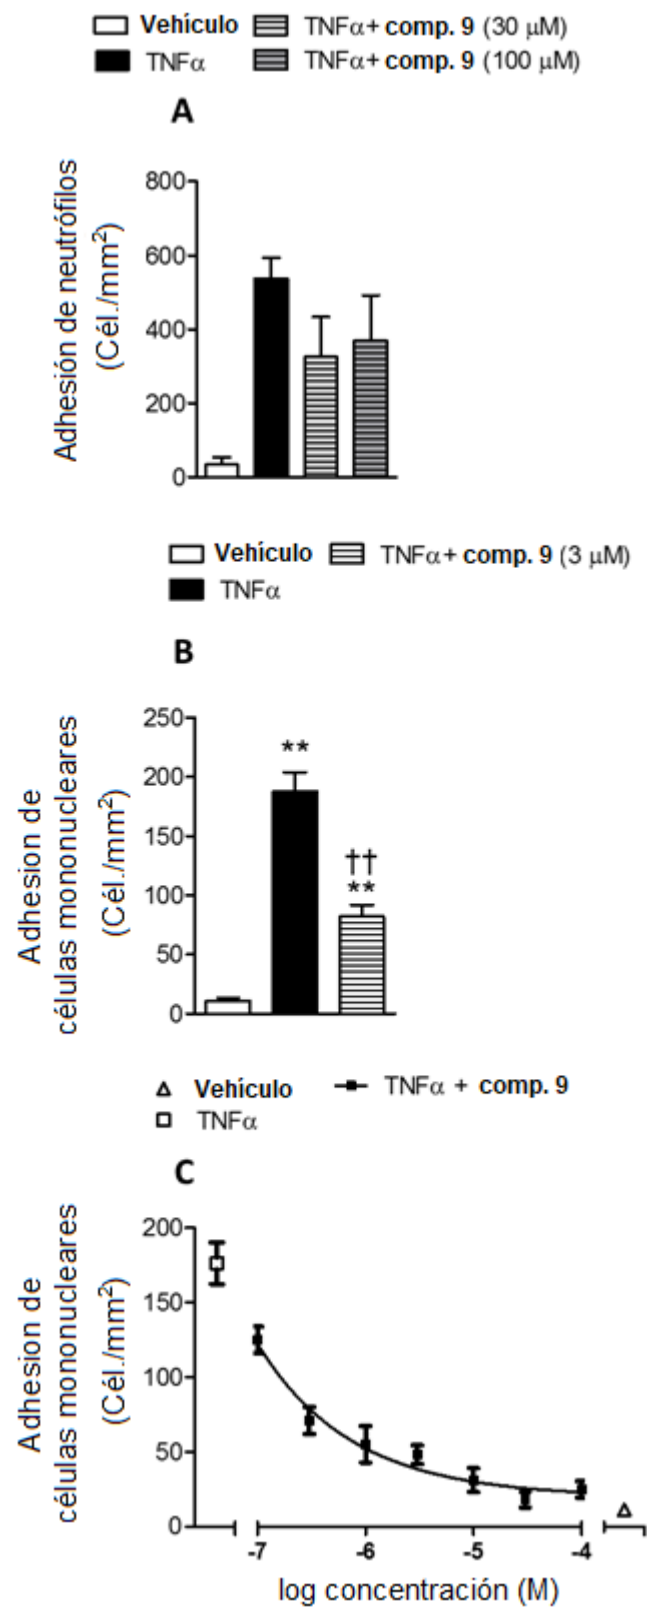 Vehículo TNFα+ comp. 9 (30 μM)
TNFα TNFα+ comp. 9 (100 μM)
A
Adhesión de neutrófilos
(Cél./mm²)
800
600
400
200
0
Vehículo TNFα+ comp. 9 (3 μM)
TNFα
B
Adhesion de
células mononucleares
(Cél./mm²)
250
200
150
100
50
0
**
††
**
Vehículo TNFα + comp. 9
TNFα
C
Adhesion de
células mononucleares
(Cél./mm²)
200
150
100
50
0
-7 -6 -5 -4
log concentración (M)